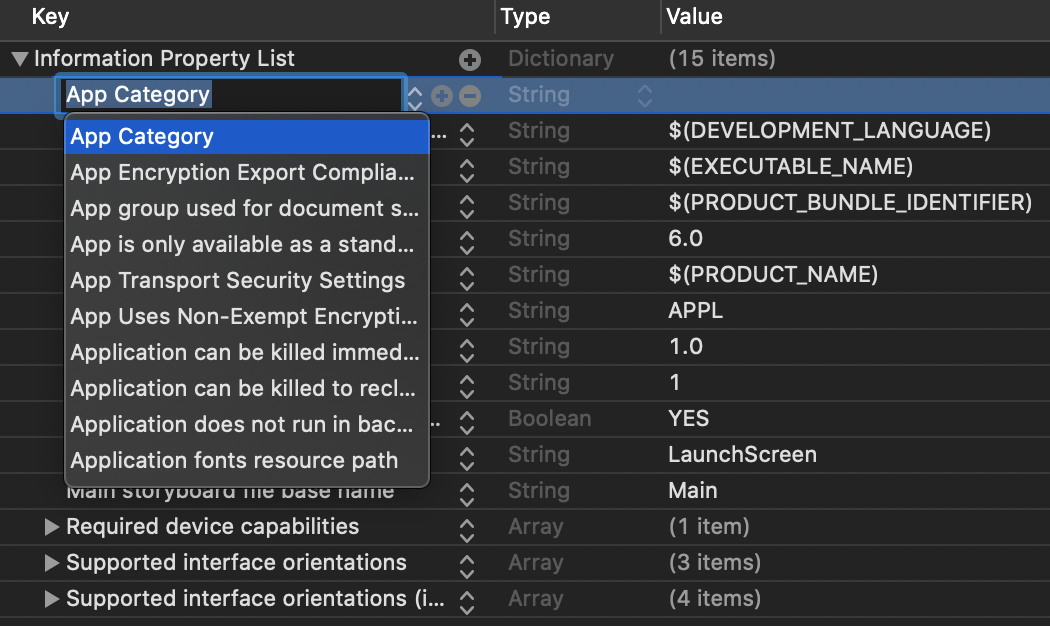 Key Type Value
Information Property List Dictionary (15 items)
App Category String
App Category
... String $(DEVELOPMENT_LANGUAGE)
App Encryption Export Complia... String $(EXECUTABLE_NAME)
App group used for document s... String $(PRODUCT_BUNDLE_IDENTIFIER)
App is only available as a stand... String 6.0
App Transport Security Settings String $(PRODUCT_NAME)
App Uses Non-Exempt Encrypti... String APPL
Application can be killed immed... String 1.0
Application can be killed to recl... String 1
Application does not run in bac... Boolean YES
Application fonts resource path String LaunchScreen
Main storyboard file base name String Main
Required device capabilities Array (1 item)
Supported interface orientations Array (3 items)
Supported interface orientations (i... Array (4 items)